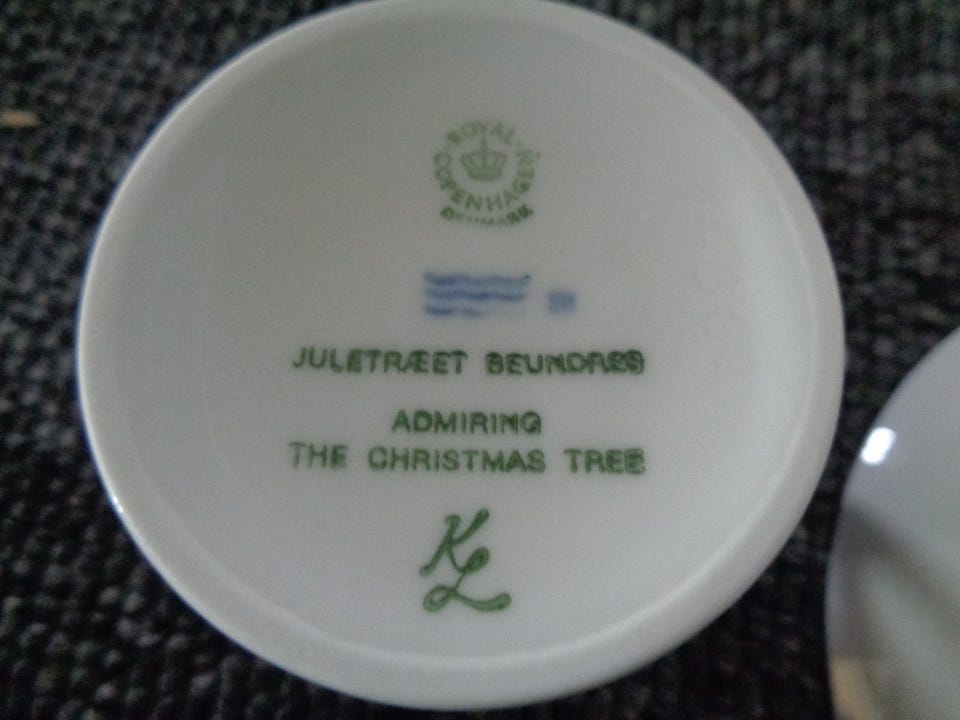 ROYAL COPENHAGEN
DENMARK
JULETRÆET BEUNDRES
ADMIRING
THE CHRISTMAS TREE
KL